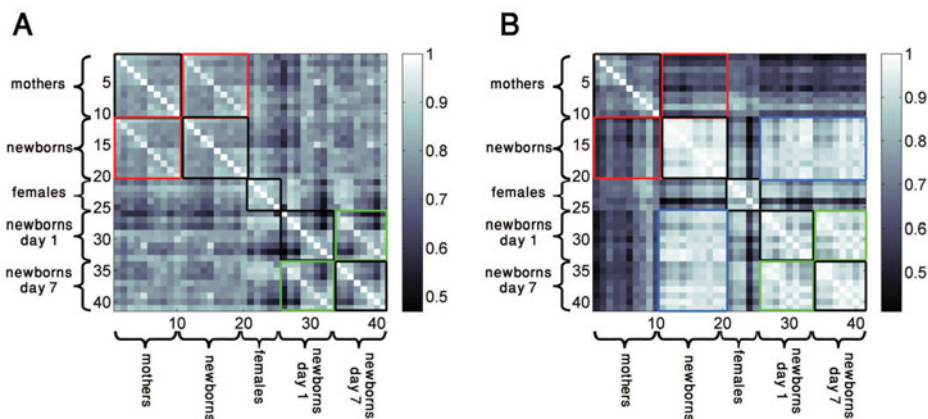 A
mothers
newborns
females
newborns
day 1
newborns
day 7
5
10
15
20
25
30
35
40
10
20
30
40
mothers
newborns
females
newborns
day 1
newborns
day 7
1
0.9
0.8
0.7
0.6
0.5
B
mothers
newborns
females
newborns
day 1
newborns
day 7
5
10
15
20
25
30
35
40
10
20
30
40
mothers
newborns
females
newborns
day 1
newborns
day 7
1
0.9
0.8
0.7
0.6
0.5